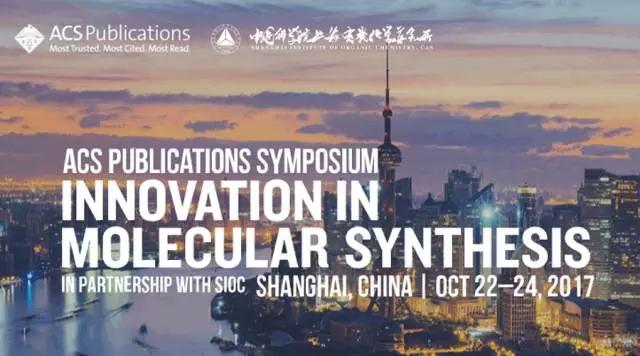 ACS Publications
Most Trusted. Most Cited. Most Read.
中国科学院上海有机化学研究所
SHANGHAI INSTITUTE OF ORGANIC CHEMISTRY, CAS
ACS PUBLICATIONS SYMPOSIUM
INNOVATION IN
MOLECULAR SYNTHESIS
IN PARTNERSHIP WITH SIOC SHANGHAI, CHINA | OCT 22–24, 2017